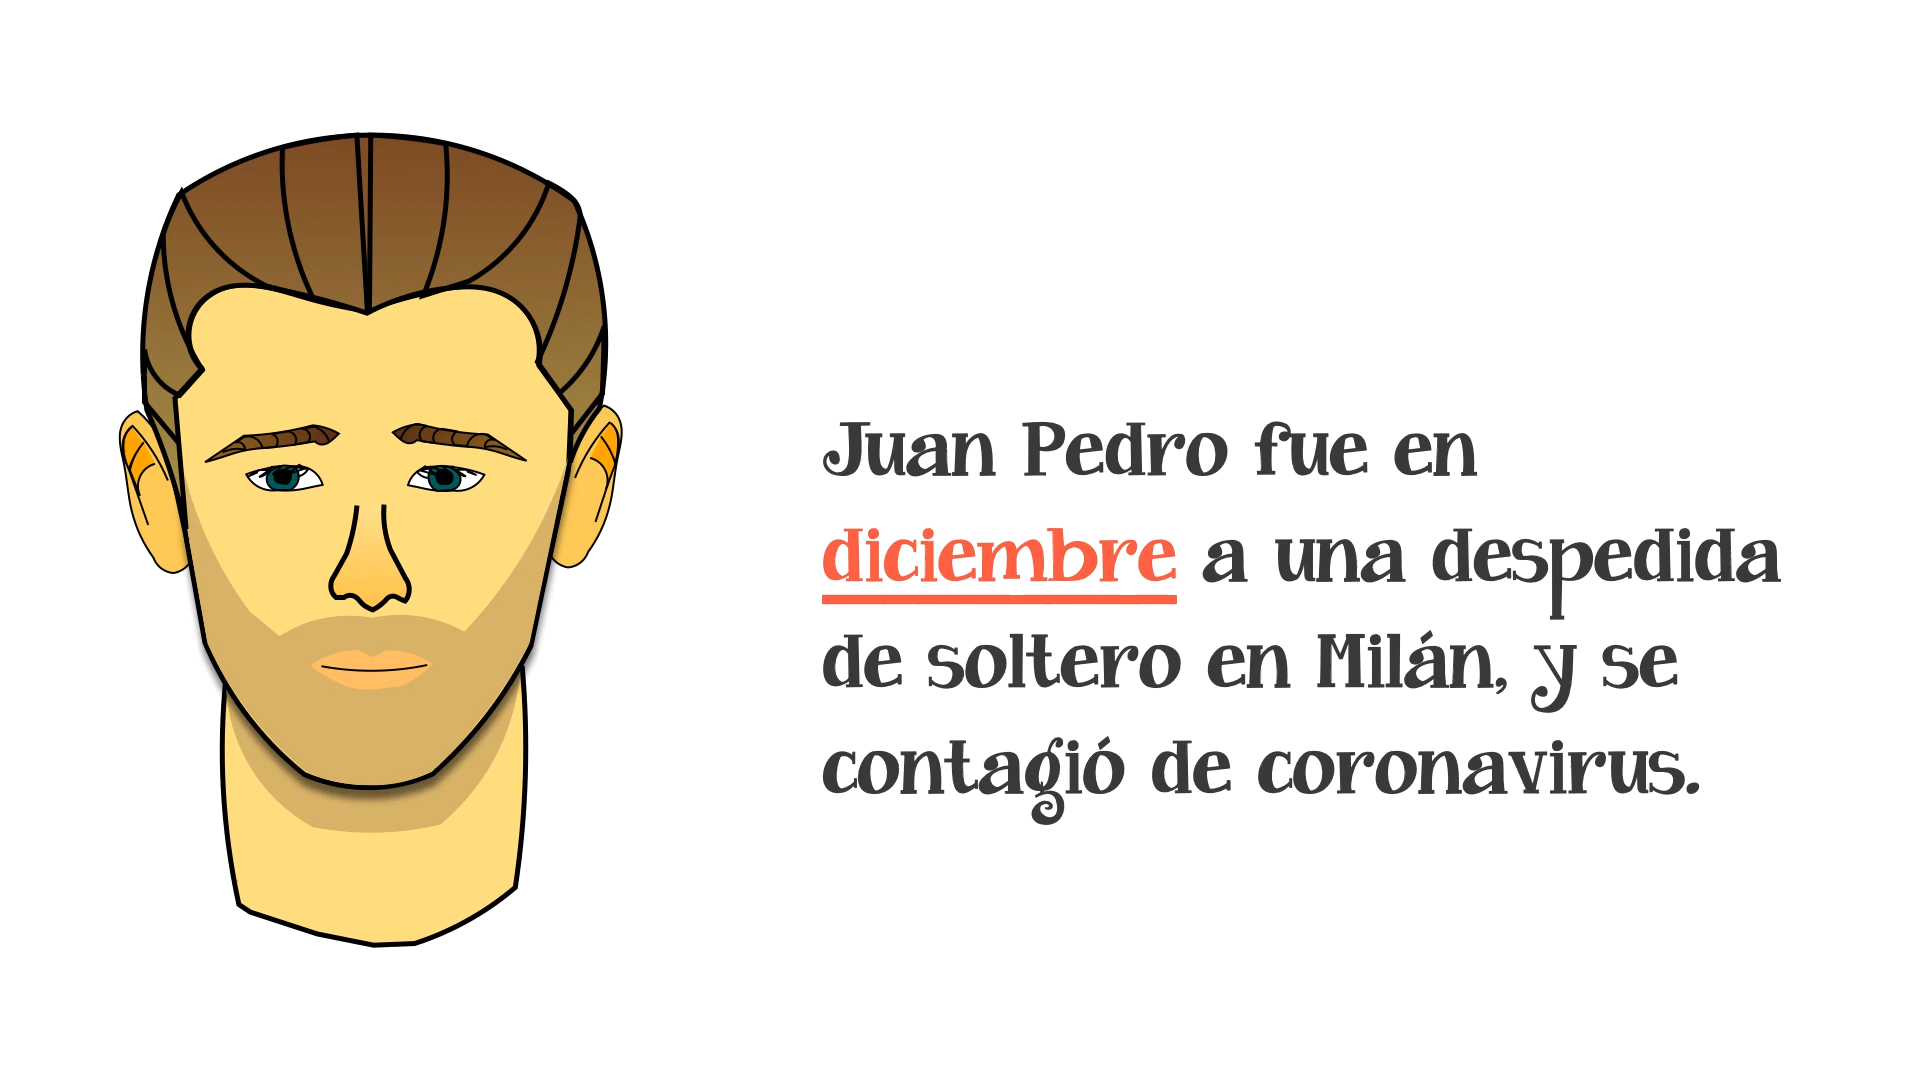 Juan Pedro fue en
diciembre a una despedida
de soltero en Milán, y se
contagió de coronavirus.